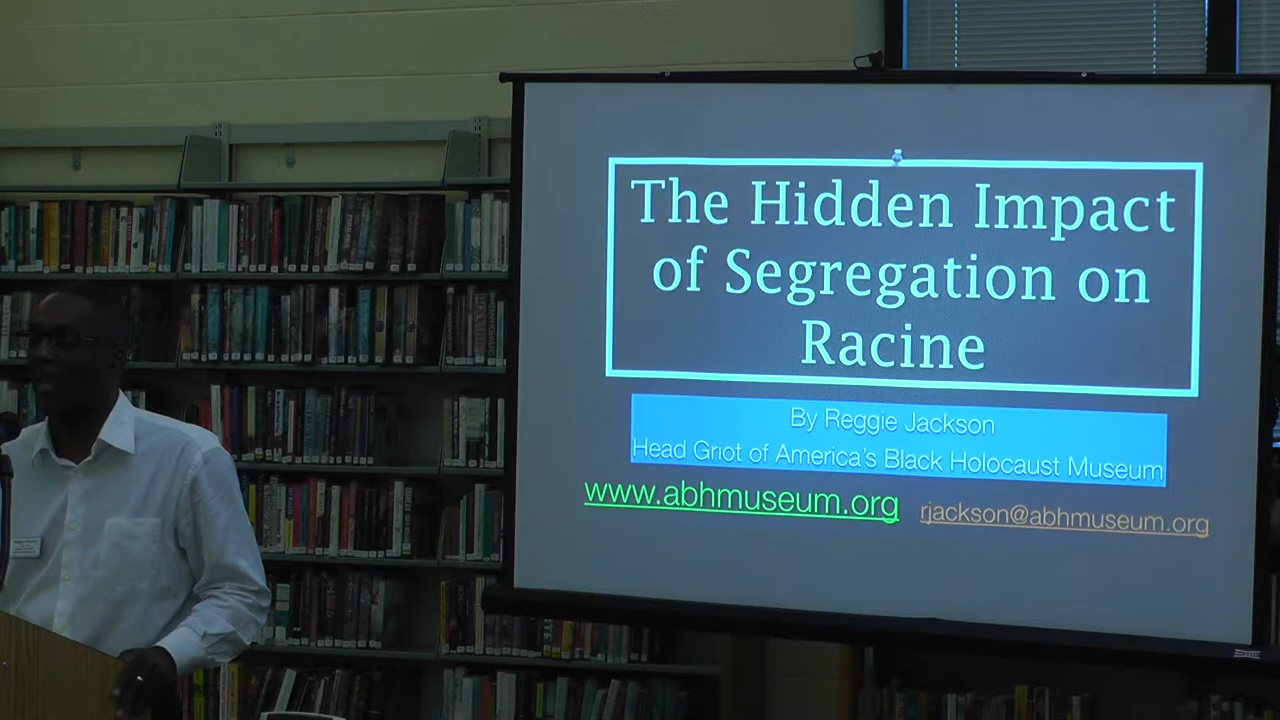 The Hidden Impact
of Segregation on
Racine
By Reggie Jackson
Head Griot of America's Black Holocaust Museum
www.abhmuseum.org
rjackson@abhmuseum.org